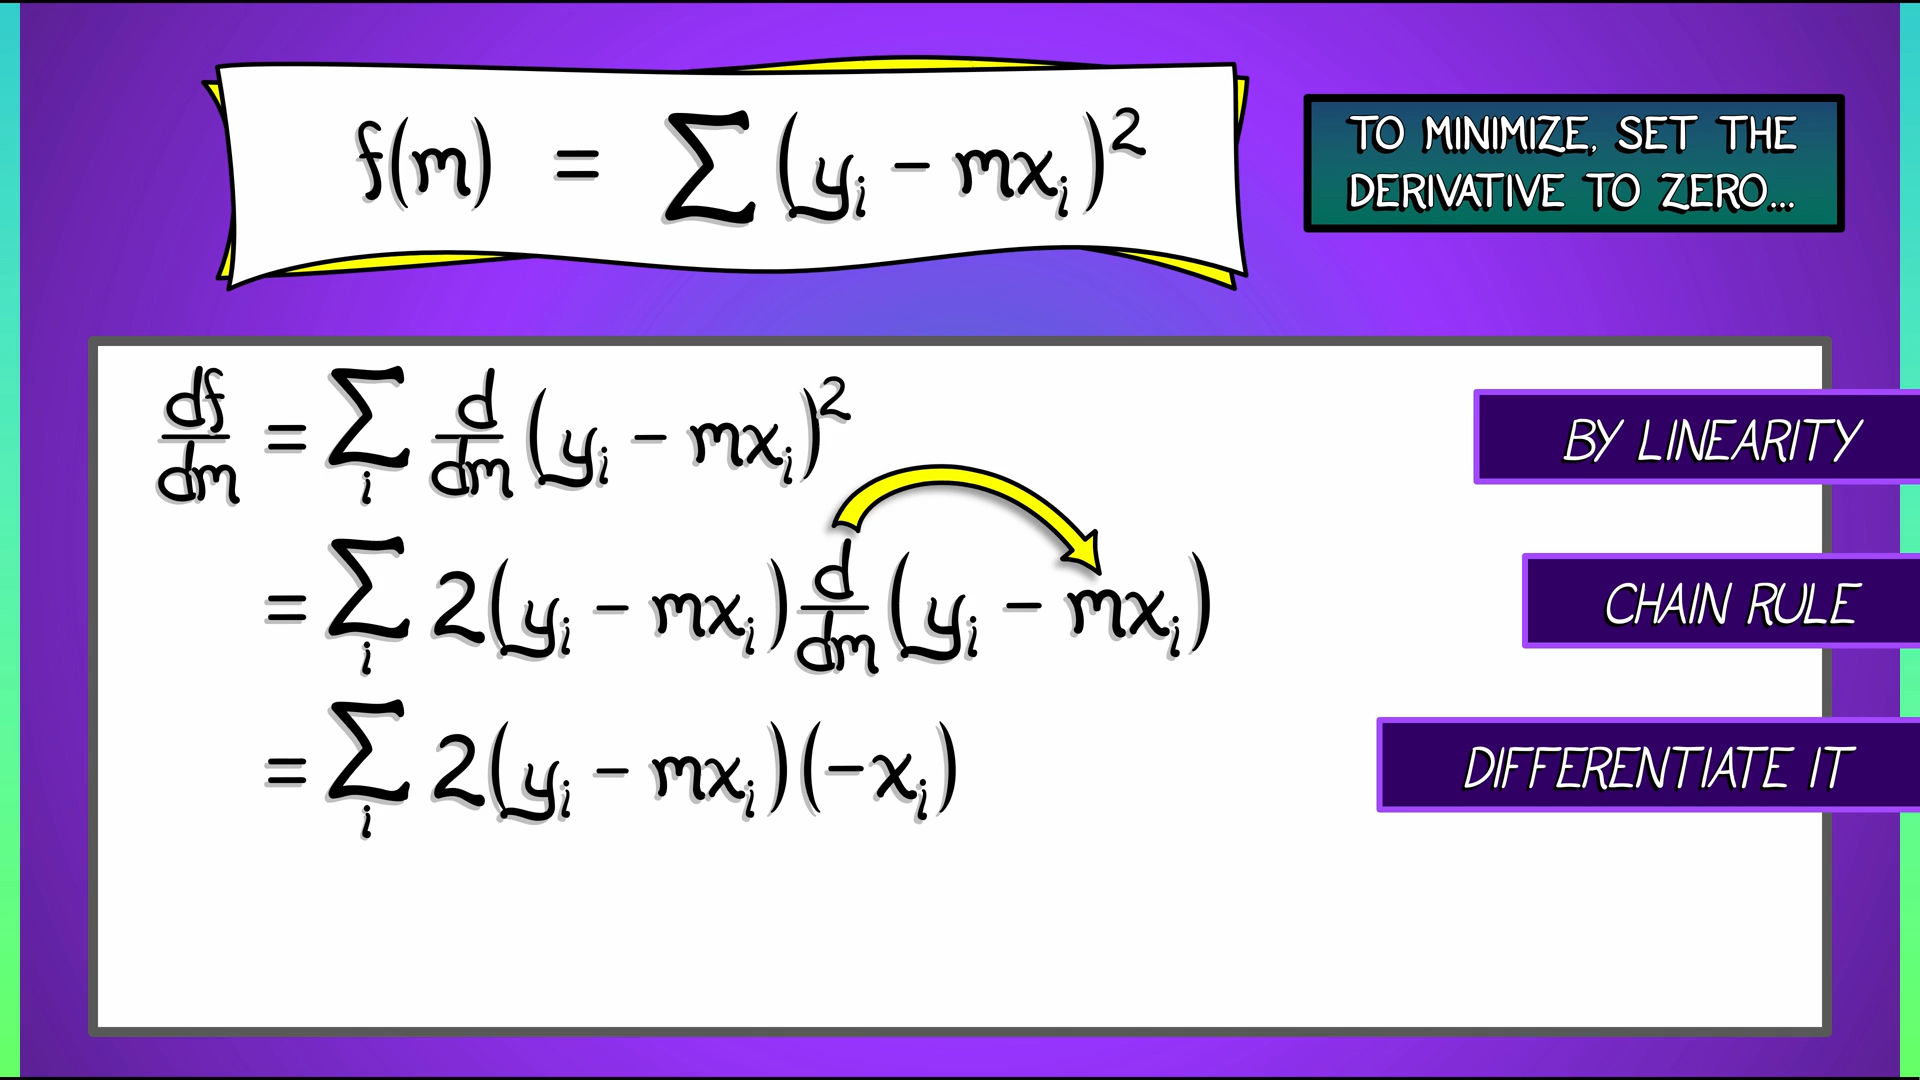 f(m) = ∑ (yᵢ − mxᵢ)²
TO MINIMIZE, SET THE
DERIVATIVE TO ZERO...
df/dm = ∑ᵢ d/dm (yᵢ − mxᵢ)²
BY LINEARITY
= ∑ᵢ 2(yᵢ − mxᵢ) d/dm (yᵢ − mxᵢ)
CHAIN RULE
= ∑ᵢ 2(yᵢ − mxᵢ)(−xᵢ)
DIFFERENTIATE IT